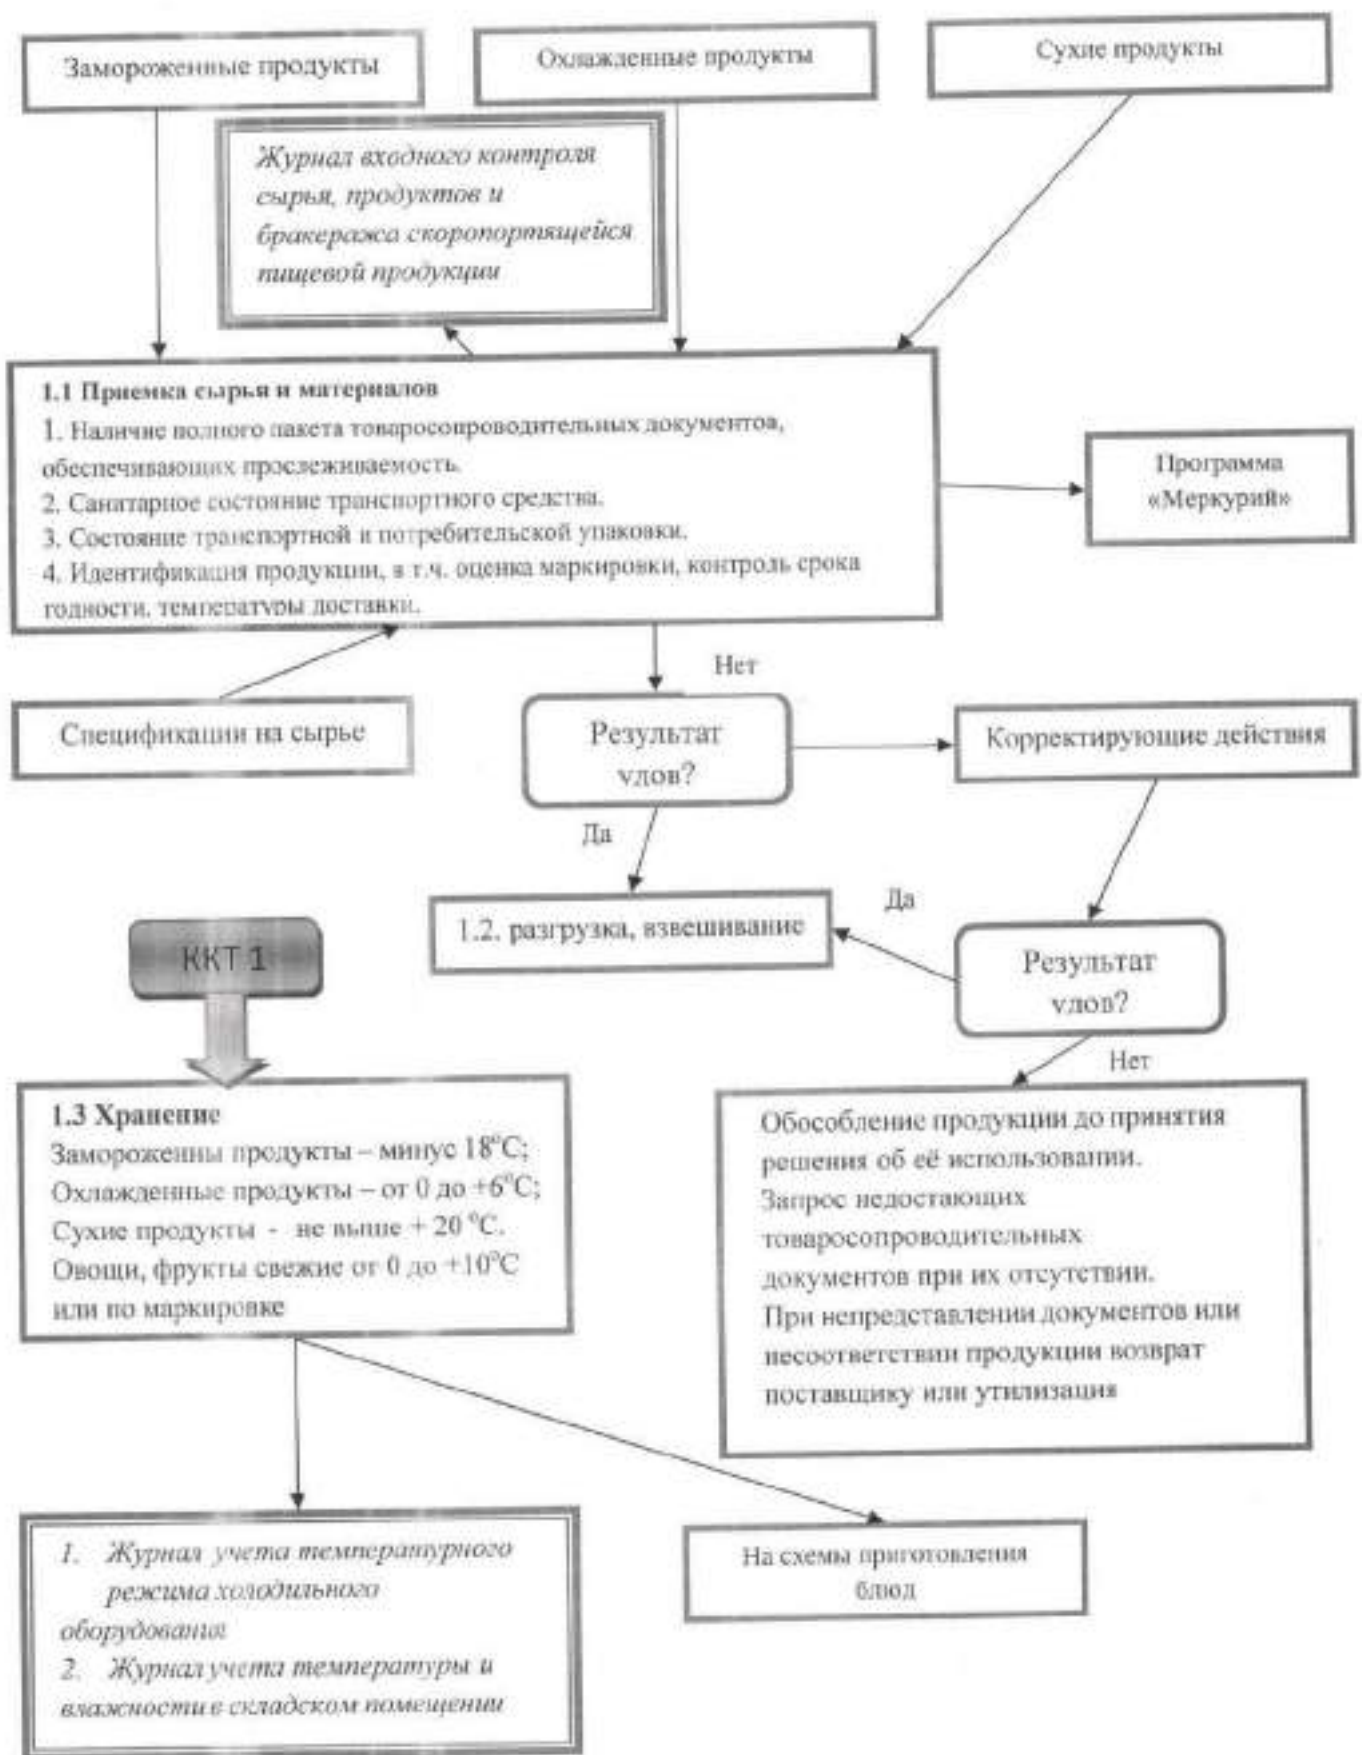 Замороженные продукты
Охлажденные продукты
Сухие продукты
Журнал входного контроля
сырья, продуктов и
бракеража скоропортящейся
пищевой продукции
1.1 Приемка сырья и материалов
1. Наличие полного пакета товаросопроводительных документов,
обеспечивающих прослеживаемость.
2. Санитарное состояние транспортного средства.
3. Состояние транспортной и потребительской упаковки.
4. Идентификация продукции, в т.ч. оценка маркировки, контроль срока
годности, температуры доставки.
Программа
«Меркурий»
Нет
Спецификации на сырье
Результат
удов?
Корректирующие действия
Да
1.2. разгрузка, взвешивание
Да
Результат
удов?
Нет
ККТ 1
1.3 Хранение
Замороженны продукты – минус 18°С;
Охлажденные продукты – от 0 до +6°С;
Сухие продукты - не выше + 20 °С.
Овощи, фрукты свежие от 0 до +10°С
или по маркировке
Обособление продукции до принятия
решения об её использовании.
Запрос недостающих
товаросопроводительных
документов при их отсутствии.
При непредставлении документов или
несоответствии продукции возврат
поставщику или утилизация
1. Журнал учета температурного
режима холодильного
оборудования
2. Журнал учета температуры и
влажности в складском помещении
На схемы приготовления
блюд